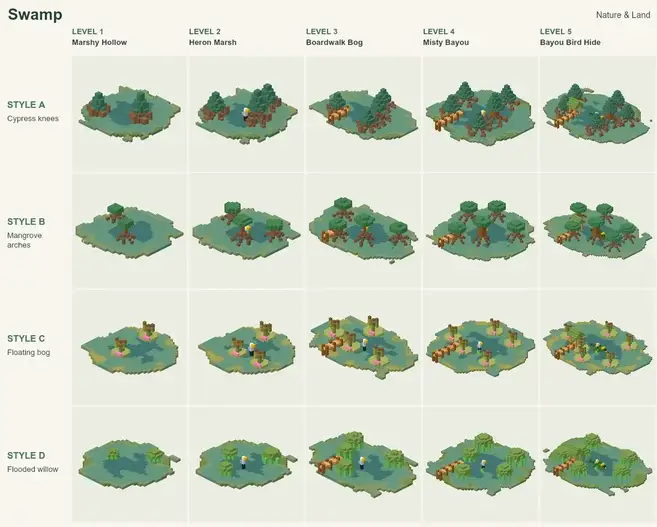 Swamp
Nature & Land
LEVEL 1
Marshy Hollow
LEVEL 2
Heron Marsh
LEVEL 3
Boardwalk Bog
LEVEL 4
Misty Bayou
LEVEL 5
Bayou Bird Hide
STYLE A
Cypress knees
STYLE B
Mangrove
arches
STYLE C
Floating bog
STYLE D
Flooded willow